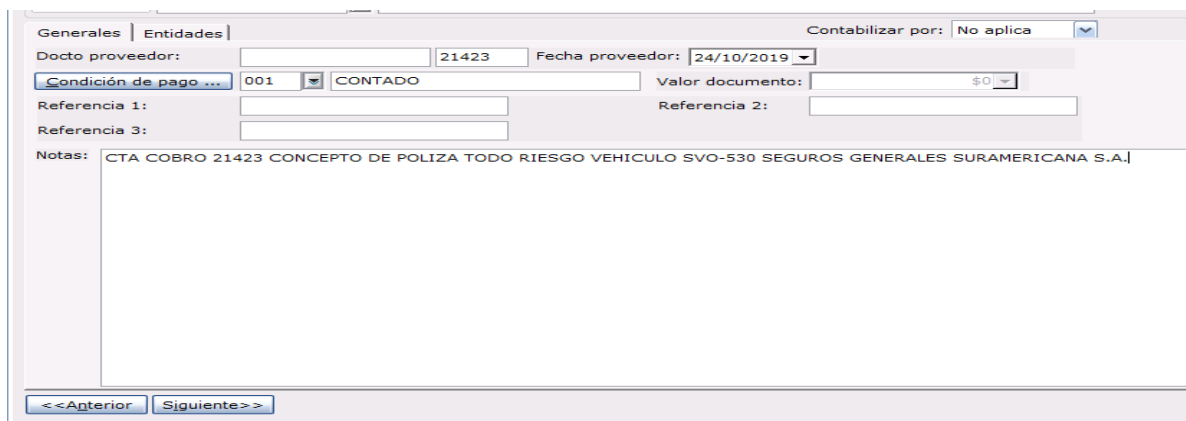 Generales Entidades Contabilizar por: No aplica
Docto proveedor: 21423 Fecha proveedor: 24/10/2019
Condición de pago ... 001 CONTADO Valor documento: $0
Referencia 1: Referencia 2:
Referencia 3:
Notas: CTA COBRO 21423 CONCEPTO DE POLIZA TODO RIESGO VEHICULO SVO-530 SEGUROS GENERALES SURAMERICANA S.A.
<<Anterior Siguiente>>